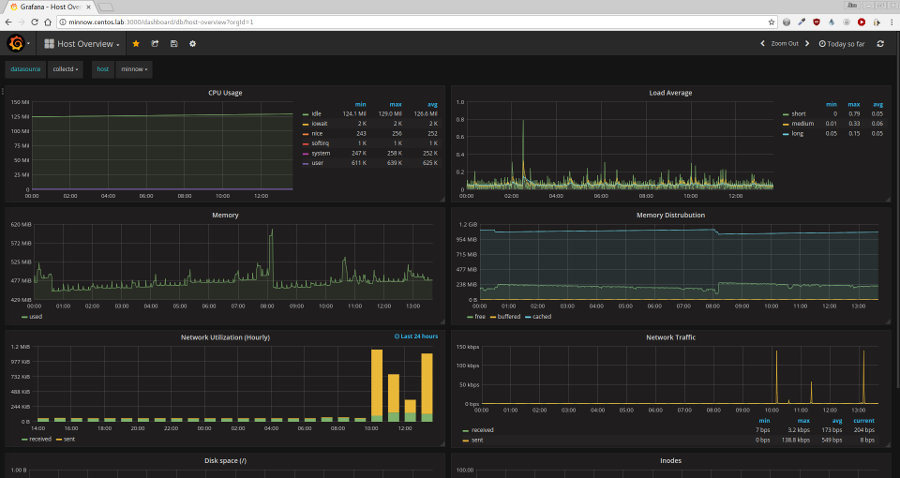 Grafana - Host Overv
minnow.centos.lab:3000/dashboard/db/host-overview?orgId=1
Host Overview
Zoom Out
Today so far
datasource collectd host minnow
CPU Usage
150 Mil
125 Mil
100 Mil
75 Mil
50 Mil
25 Mil
0
00:00 02:00 04:00 06:00 08:00 10:00 12:00
min max avg
idle 124.1 Mil 129.0 Mil 126.6 Mil
iowait 2 K 2 K 2 K
nice 243 256 252
softirq 1 K 1 K 1 K
system 247 K 258 K 252 K
user 611 K 639 K 625 K
Load Average
1.0
0.8
0.6
0.4
0.2
0
00:00 02:00 04:00 06:00 08:00 10:00 12:00
min max avg
short 0 0.79 0.05
medium 0.01 0.33 0.06
long 0.05 0.15 0.05
Memory
620 MiB
572 MiB
525 MiB
477 MiB
429 MiB
00:00 01:00 02:00 03:00 04:00 05:00 06:00 07:00 08:00 09:00 10:00 11:00 12:00 13:00
used
Memory Distrubution
1.2 GiB
954 MiB
715 MiB
477 MiB
238 MiB
0 B
00:00 01:00 02:00 03:00 04:00 05:00 06:00 07:00 08:00 09:00 10:00 11:00 12:00 13:00
free buffered cached
Network Utilization (Hourly)
Last 24 hours
1.2 MiB
977 KiB
732 KiB
488 KiB
244 KiB
0 B
14:00 16:00 18:00 20:00 22:00 00:00 02:00 04:00 06:00 08:00 10:00 12:00
received sent
Network Traffic
150 kbps
100 kbps
50 kbps
0 bps
00:00 01:00 02:00 03:00 04:00 05:00 06:00 07:00 08:00 09:00 10:00 11:00 12:00 13:00
min max avg current
received 7 bps 3.2 kbps 173 bps 204 bps
sent 0 bps 138.8 kbps 549 bps 8 bps
Disk space (/)
1.00 B
Inodes
100.00